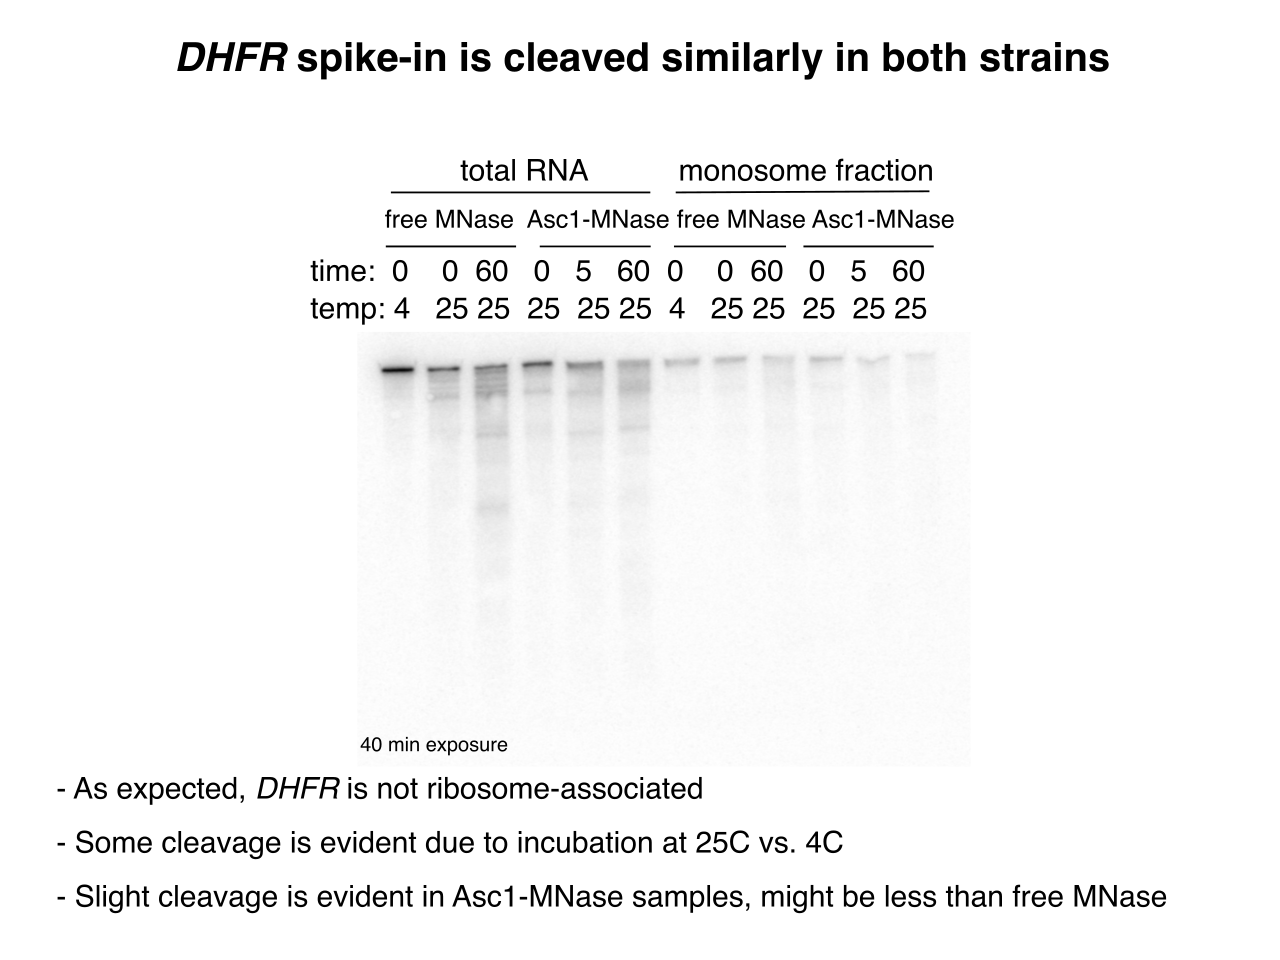 DHFR spike-in is cleaved similarly in both strains
total RNA monosome fraction
free MNase Asc1-MNase free MNase Asc1-MNase
time: 0 0 60 0 5 60 0 0 60 0 5 60
temp: 4 25 25 25 25 25 4 25 25 25 25 25
40 min exposure
- As expected, DHFR is not ribosome-associated
- Some cleavage is evident due to incubation at 25C vs. 4C
- Slight cleavage is evident in Asc1-MNase samples, might be less than free MNase